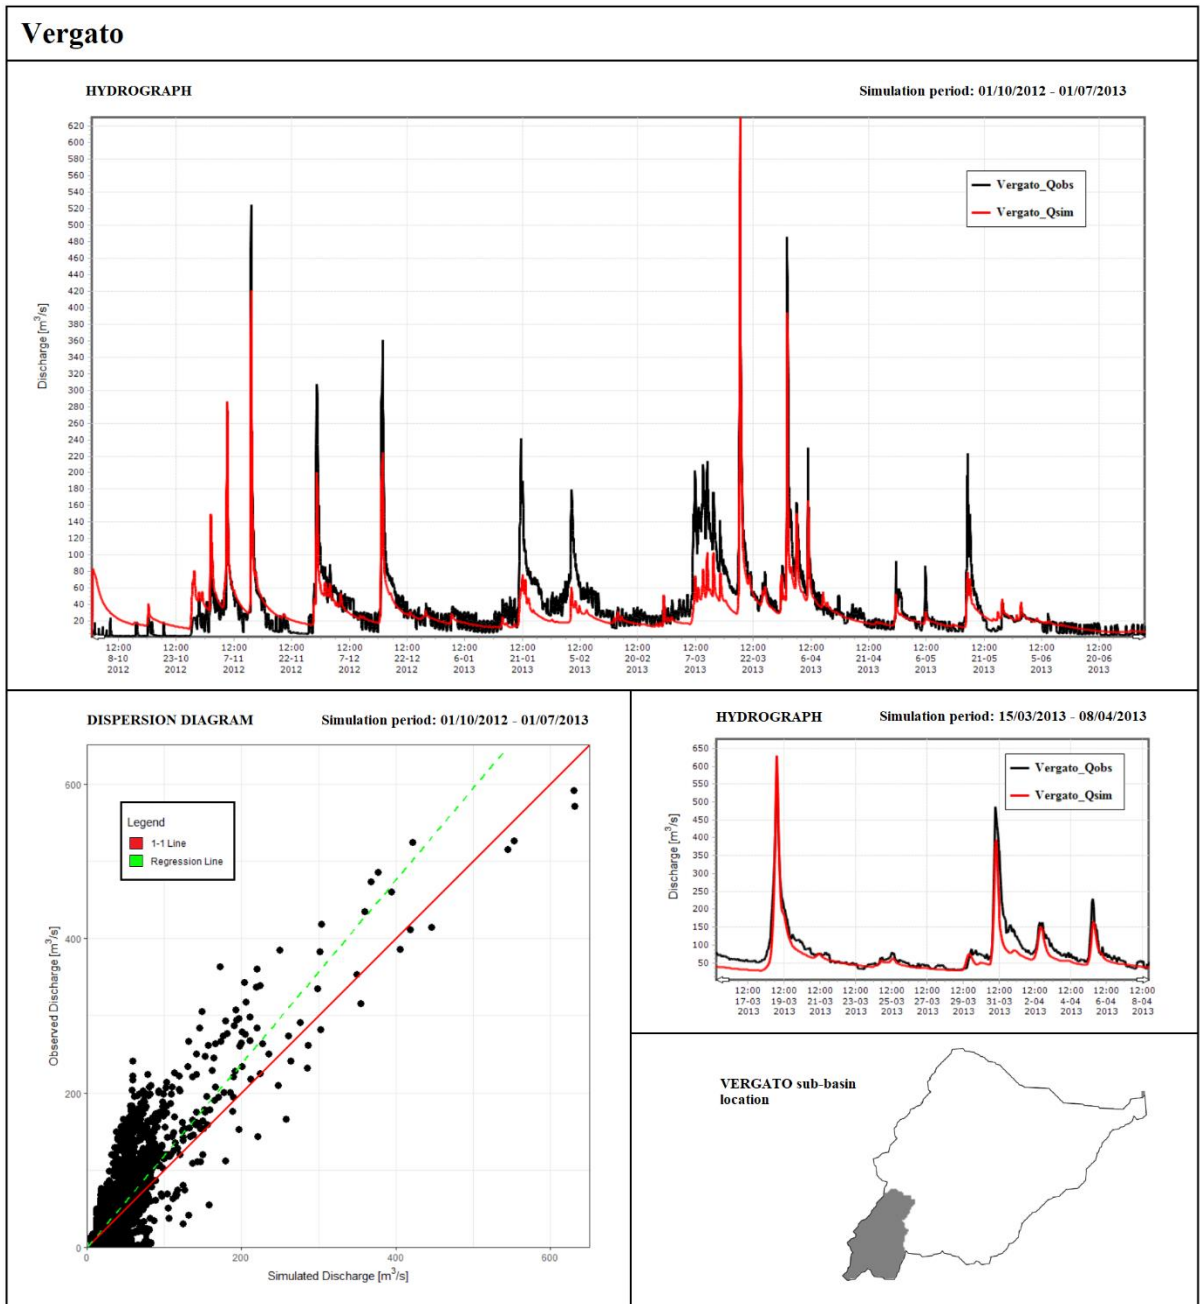 Vergato
HYDROGRAPH
Simulation period: 01/10/2012 - 01/07/2013
620
600
580
560
540
520
500
480
460
440
420
400
380
360
340
320
300
280
260
240
220
200
180
160
140
120
100
80
60
40
20
Discharge [m³/s]
Vergato_Qobs
Vergato_Qsim
12:00 12:00 12:00 12:00 12:00 12:00 12:00 12:00 12:00 12:00 12:00 12:00 12:00 12:00 12:00 12:00 12:00 12:00
8-10 23-10 7-11 22-11 7-12 22-12 6-01 21-01 5-02 20-02 7-03 22-03 6-04 21-04 6-05 21-05 5-06 20-06
2012 2012 2012 2012 2012 2012 2013 2013 2013 2013 2013 2013 2013 2013 2013 2013 2013 2013
DISPERSION DIAGRAM
Simulation period: 01/10/2012 - 01/07/2013
600
400
200
0
Observed Discharge [m³/s]
Legend
1-1 Line
Regression Line
0 200 400 600
Simulated Discharge [m³/s]
HYDROGRAPH
Simulation period: 15/03/2013 - 08/04/2013
650
600
550
500
450
400
350
300
250
200
150
100
50
Discharge [m³/s]
Vergato_Qobs
Vergato_Qsim
12:00 12:00 12:00 12:00 12:00 12:00 12:00 12:00 12:00 12:00 12:00 12:00
17-03 19-03 21-03 23-03 25-03 27-03 29-03 31-03 2-04 4-04 6-04 8-04
2013 2013 2013 2013 2013 2013 2013 2013 2013 2013 2013 2013
VERGATO sub-basin
location